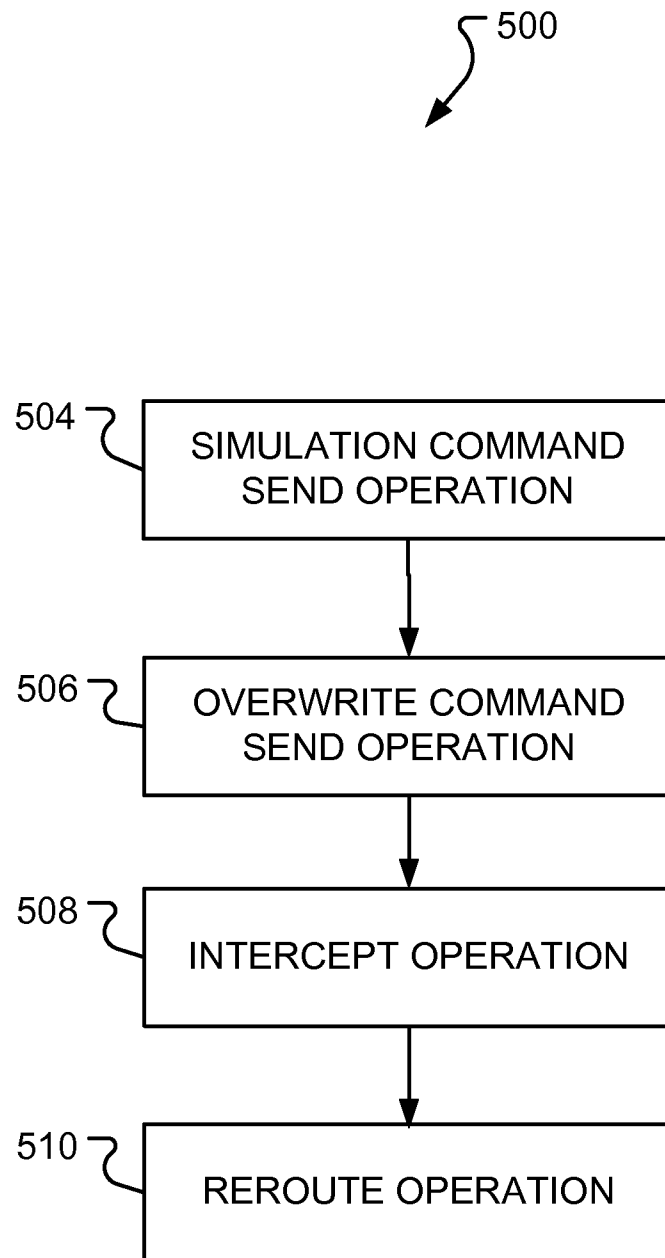 500
504
SIMULATION COMMAND
SEND OPERATION
506
OVERWRITE COMMAND
SEND OPERATION
508
INTERCEPT OPERATION
510
REROUTE OPERATION